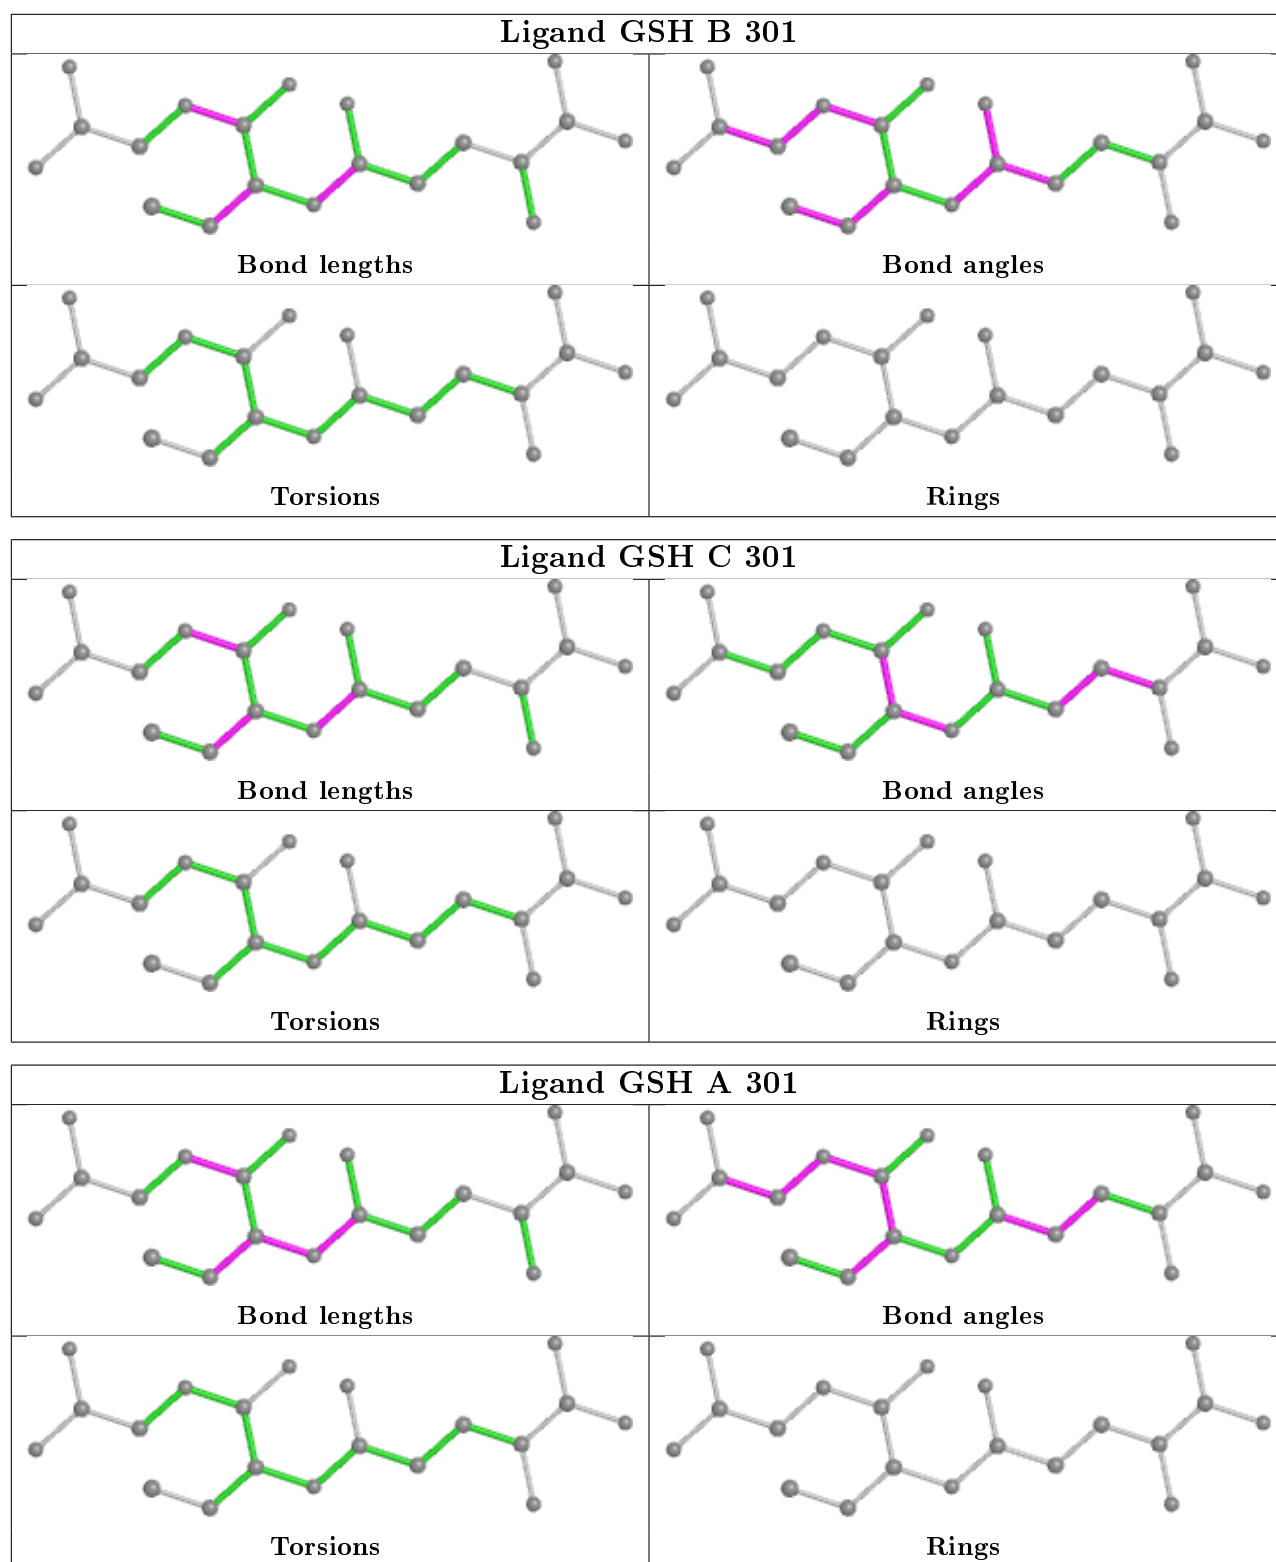 Ligand GSH B 301
Bond lengths
Bond angles
Torsions
Rings
Ligand GSH C 301
Bond lengths
Bond angles
Torsions
Rings
Ligand GSH A 301
Bond lengths
Bond angles
Torsions
Rings